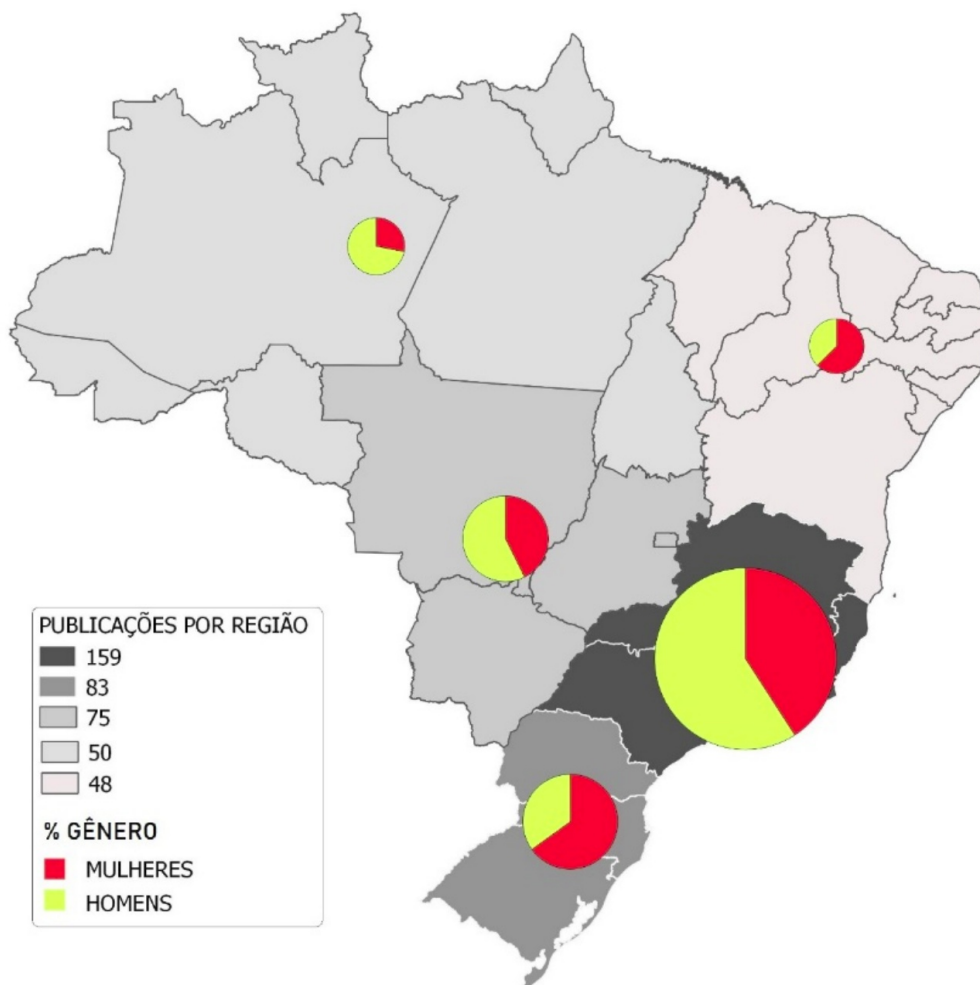 PUBLICAÇÕES POR REGIÃO
159
83
75
50
48
% GÊNERO
MULHERES
HOMENS